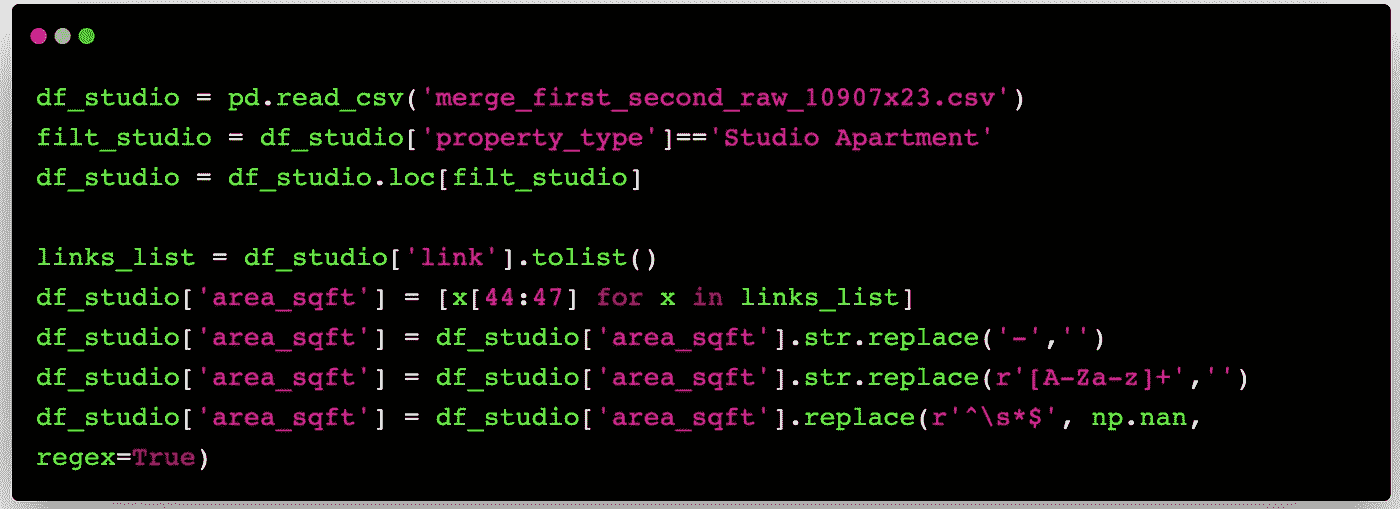 df_studio = pd.read_csv('merge_first_second_raw_10907x23.csv')
filt_studio = df_studio['property_type']=='Studio Apartment'
df_studio = df_studio.loc[filt_studio]

links_list = df_studio['link'].tolist()
df_studio['area_sqft'] = [x[44:47] for x in links_list]
df_studio['area_sqft'] = df_studio['area_sqft'].str.replace('-','')
df_studio['area_sqft'] = df_studio['area_sqft'].str.replace(r'[A-Za-z]+','')
df_studio['area_sqft'] = df_studio['area_sqft'].replace(r'^\s*$', np.nan,
regex=True)